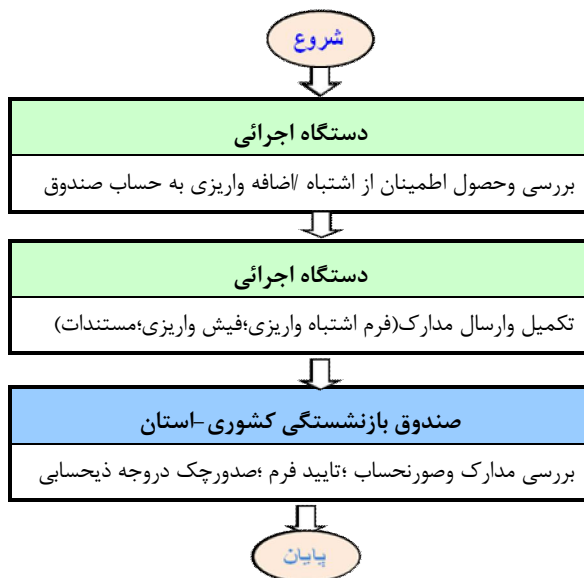 شروع
دستگاه اجرائی
بررسی وحصول اطمینان از اشتباه /اضافه واریزی به حساب صندوق
دستگاه اجرائی
تکمیل وارسال مدارک(فرم اشتباه واریزی؛فیش واریزی؛مستندات)
صندوق بازنشستگی کشوری-استان
بررسی مدارک وصورتحساب ؛تایید فرم ؛صدورچک دروجه ذیحسابی
پایان